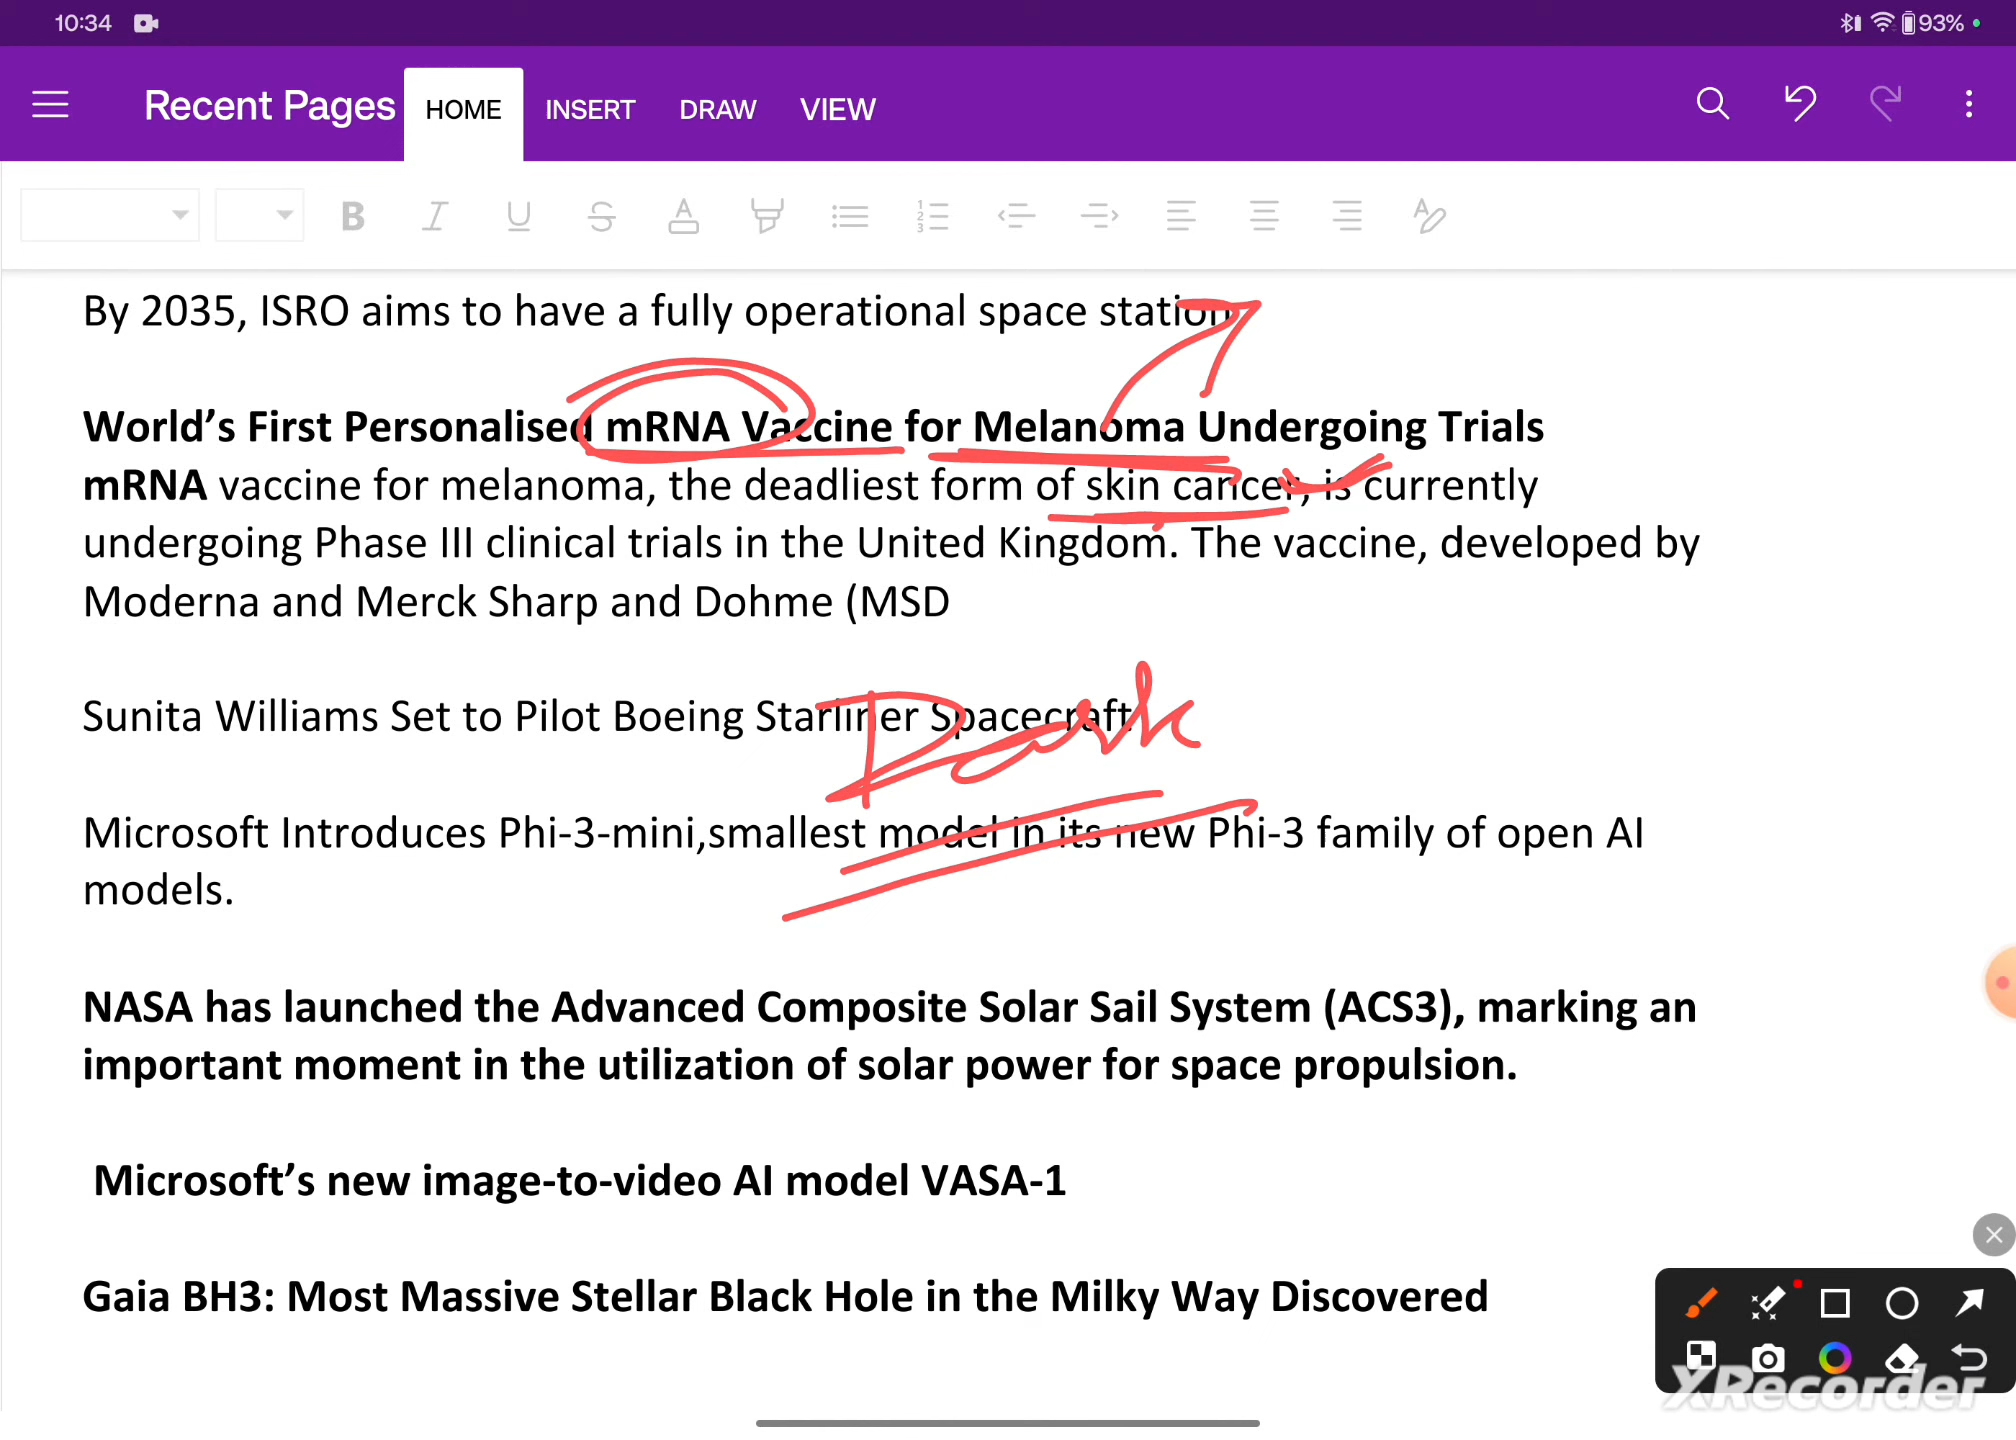 10:34
93%
Recent Pages HOME INSERT DRAW VIEW
By 2035, ISRO aims to have a fully operational space station
World’s First Personalised mRNA Vaccine for Melanoma Undergoing Trials
mRNA vaccine for melanoma, the deadliest form of skin cancer, is currently
undergoing Phase III clinical trials in the United Kingdom. The vaccine, developed by
Moderna and Merck Sharp and Dohme (MSD
Sunita Williams Set to Pilot Boeing Starliner Spacecraft
Dark
Microsoft Introduces Phi-3-mini,smallest model in its new Phi-3 family of open AI
models.
NASA has launched the Advanced Composite Solar Sail System (ACS3), marking an
important moment in the utilization of solar power for space propulsion.
Microsoft’s new image-to-video AI model VASA-1
Gaia BH3: Most Massive Stellar Black Hole in the Milky Way Discovered
XRecorder